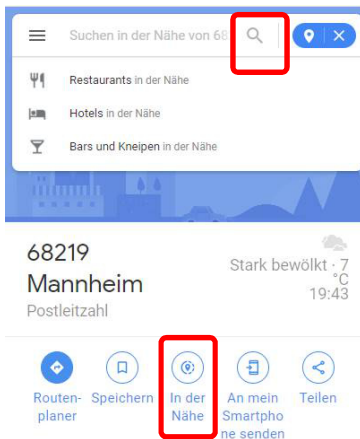 Suchen in der Nähe von 68
Restaurants in der Nähe
Hotels in der Nähe
Bars und Kneipen in der Nähe
68219
Mannheim
Postleitzahl
Stark bewölkt · 7
°C
19:43
Routen-
planer
Speichern
In der
Nähe
An mein
Smartpho
ne senden
Teilen